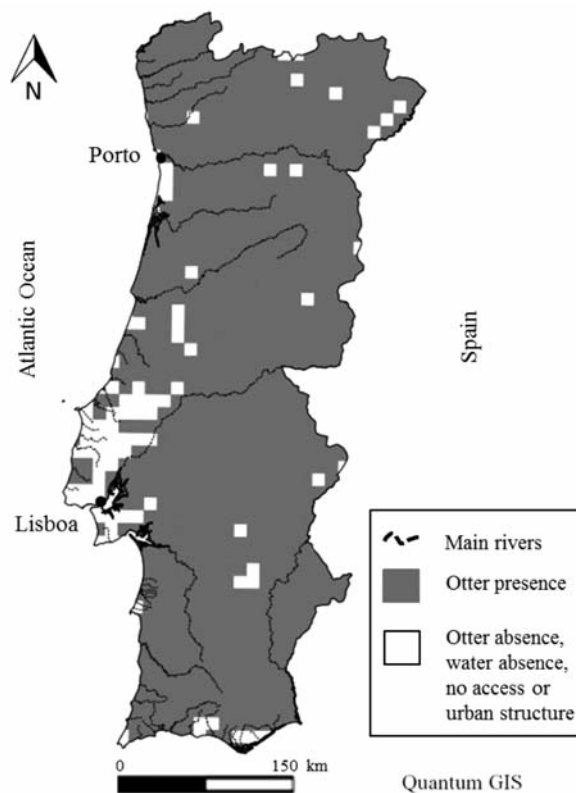 N
Porto
Atlantic Ocean
Spain
Lisboa
Main rivers
Otter presence
Otter absence,
water absence,
no access or
urban structure
0 150 km
Quantum GIS